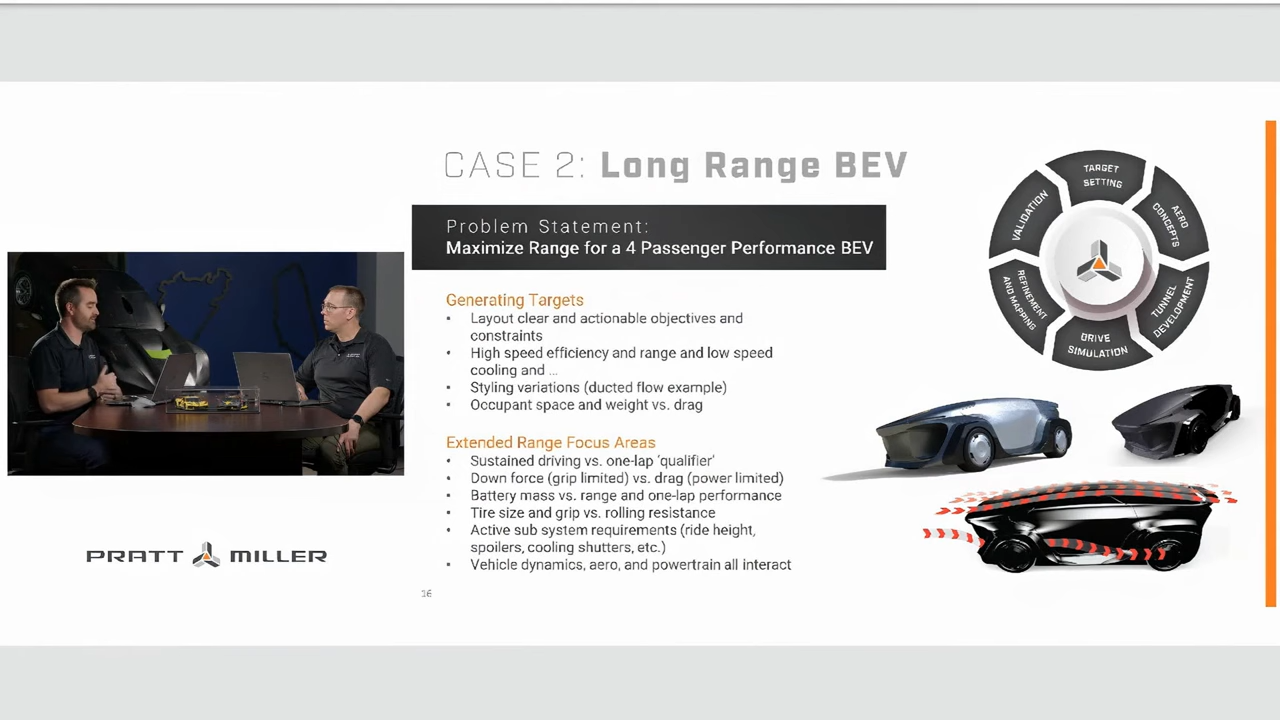 CASE 2: Long Range BEV
Problem Statement:
Maximize Range for a 4 Passenger Performance BEV
Generating Targets
• Layout clear and actionable objectives and
constraints
• High speed efficiency and range and low speed
cooling and ...
• Styling variations (ducted flow example)
• Occupant space and weight vs. drag
Extended Range Focus Areas
• Sustained driving vs. one-lap ‘qualifier’
• Down force (grip limited) vs. drag (power limited)
• Battery mass vs. range and one-lap performance
• Tire size and grip vs. rolling resistance
• Active sub system requirements (ride height,
spoilers, cooling shutters, etc.)
• Vehicle dynamics, aero, and powertrain all interact
16
TARGET
SETTING
AERO
CONCEPTS
TUNNEL
DEVELOPMENT
DRIVE
SIMULATION
REFINEMENT
AND MAPPING
VALIDATION
PRATT MILLER